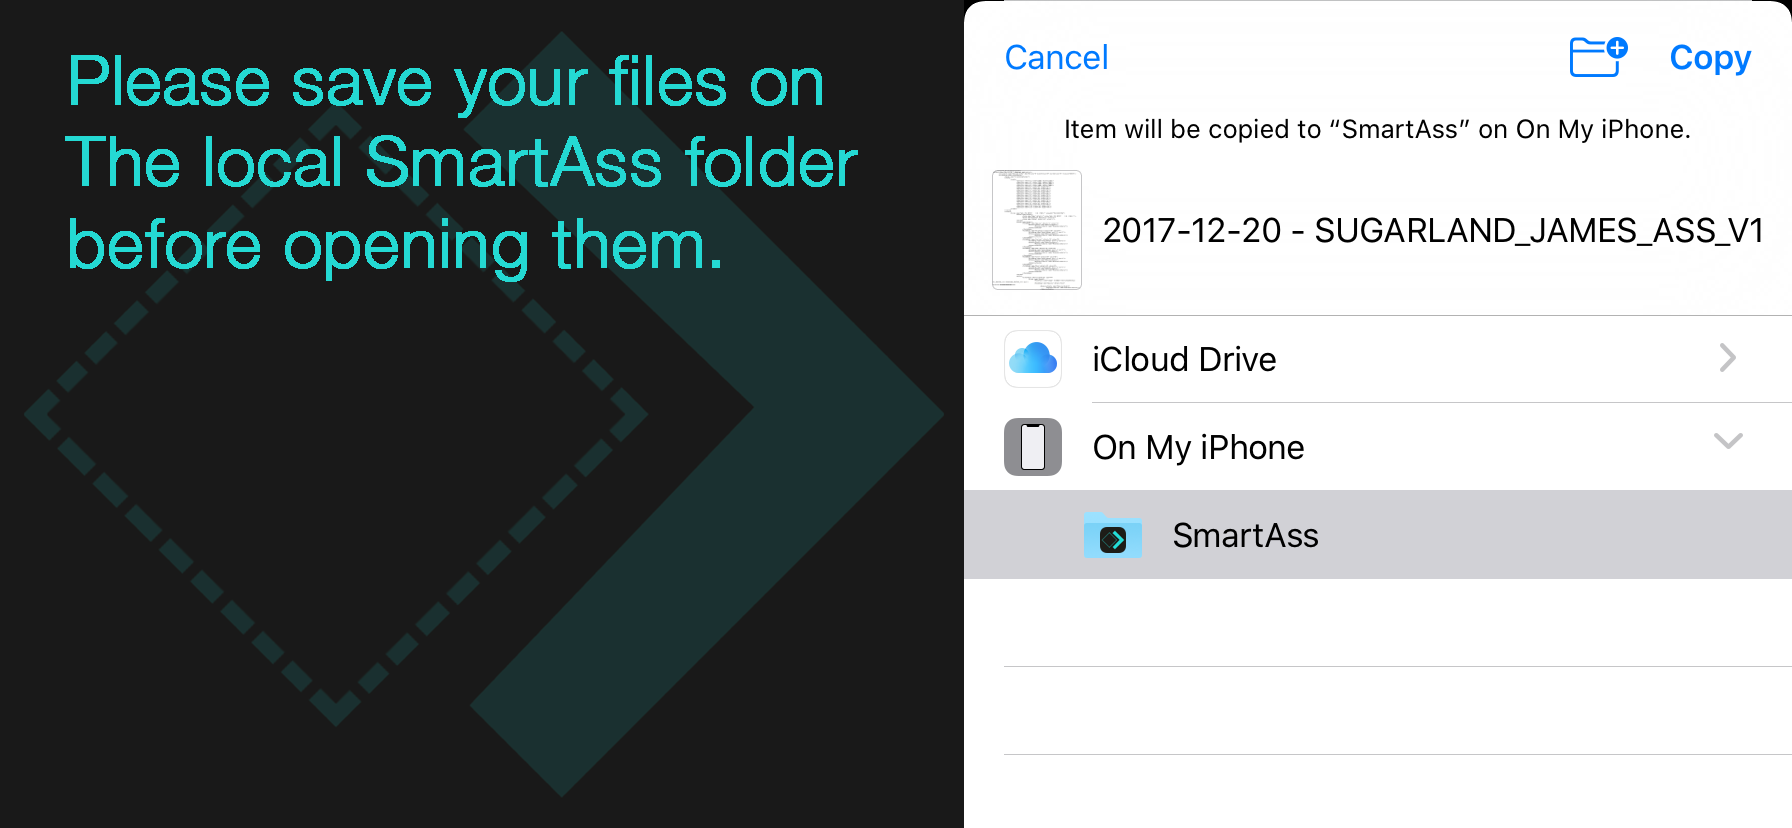 Please save your files on
The local SmartAss folder
before opening them.
Cancel
Copy
Item will be copied to “SmartAss” on On My iPhone.
2017-12-20 - SUGARLAND_JAMES_ASS_V1
iCloud Drive
On My iPhone
SmartAss